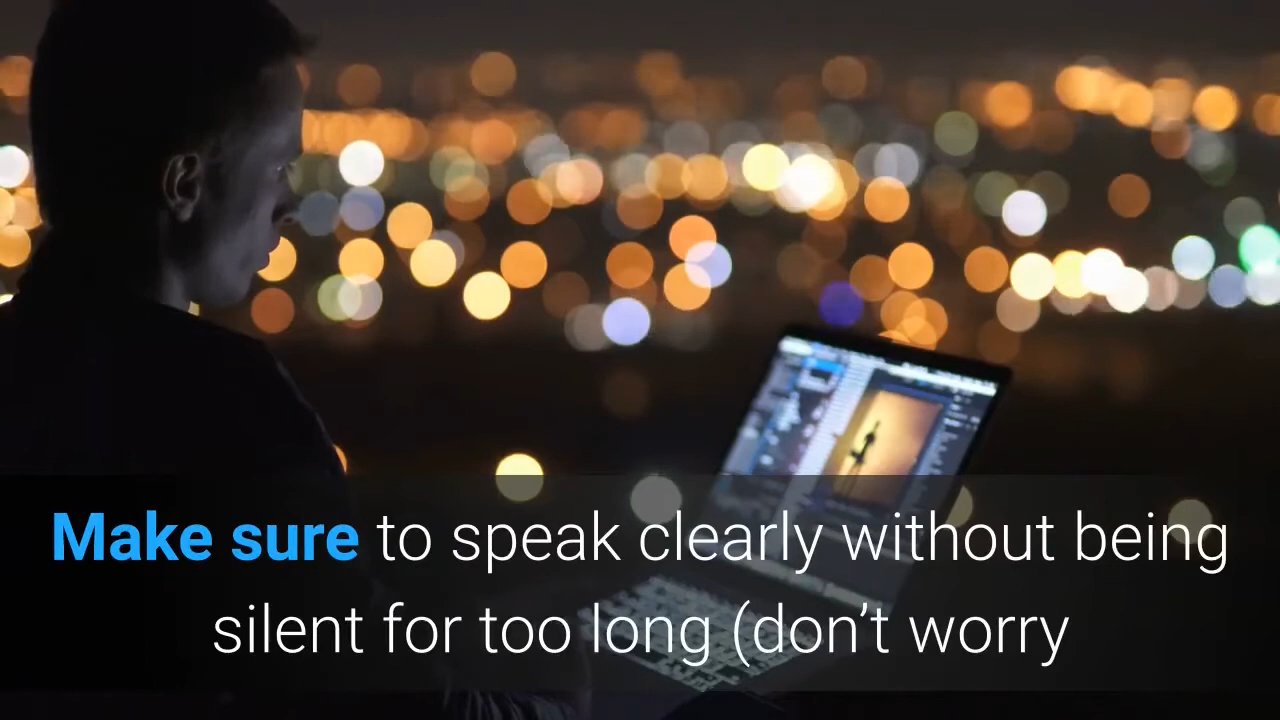 Make sure to speak clearly without being
silent for too long (don’t worry